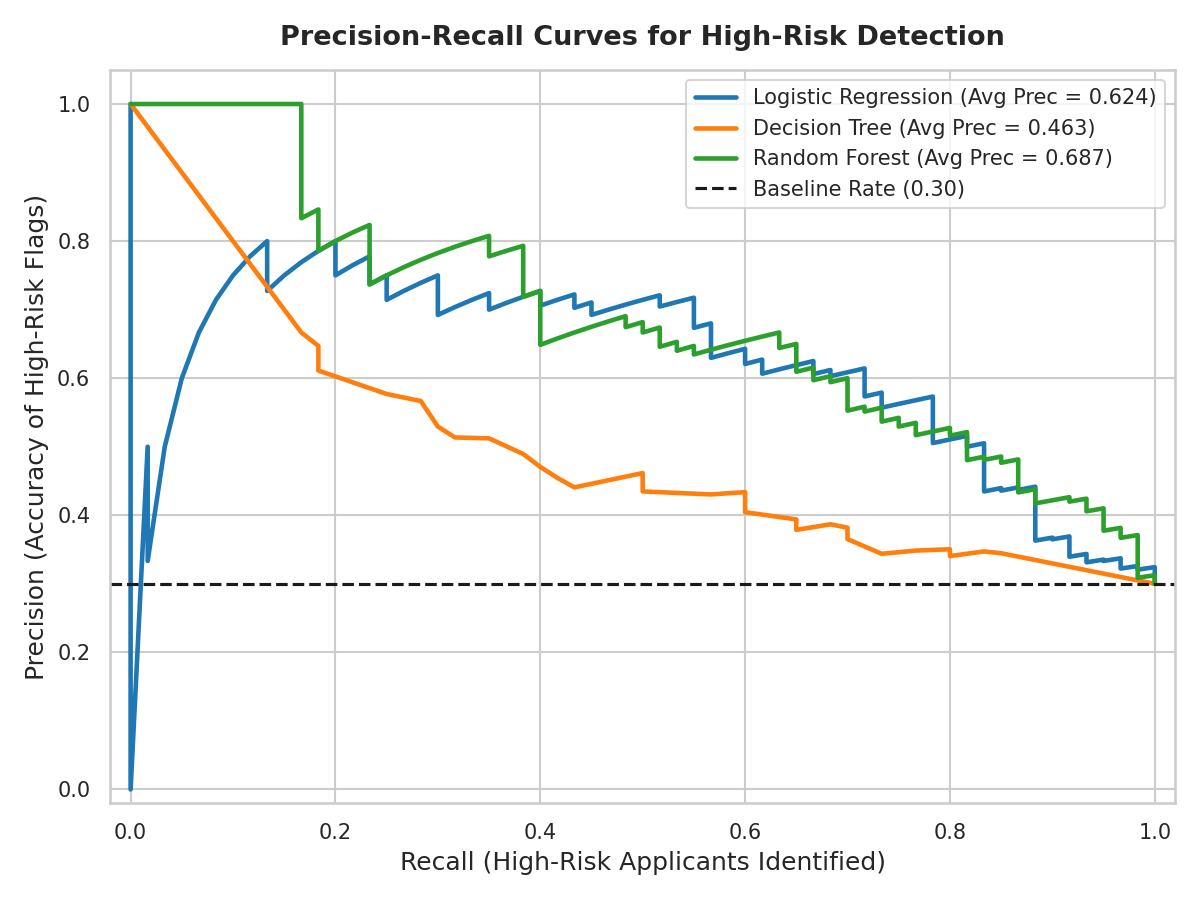 Precision-Recall Curves for High-Risk Detection
Logistic Regression (Avg Prec = 0.624)
Decision Tree (Avg Prec = 0.463)
Random Forest (Avg Prec = 0.687)
Baseline Rate (0.30)
Precision (Accuracy of High-Risk Flags)
1.0
0.8
0.6
0.4
0.2
0.0
0.0 0.2 0.4 0.6 0.8 1.0
Recall (High-Risk Applicants Identified)